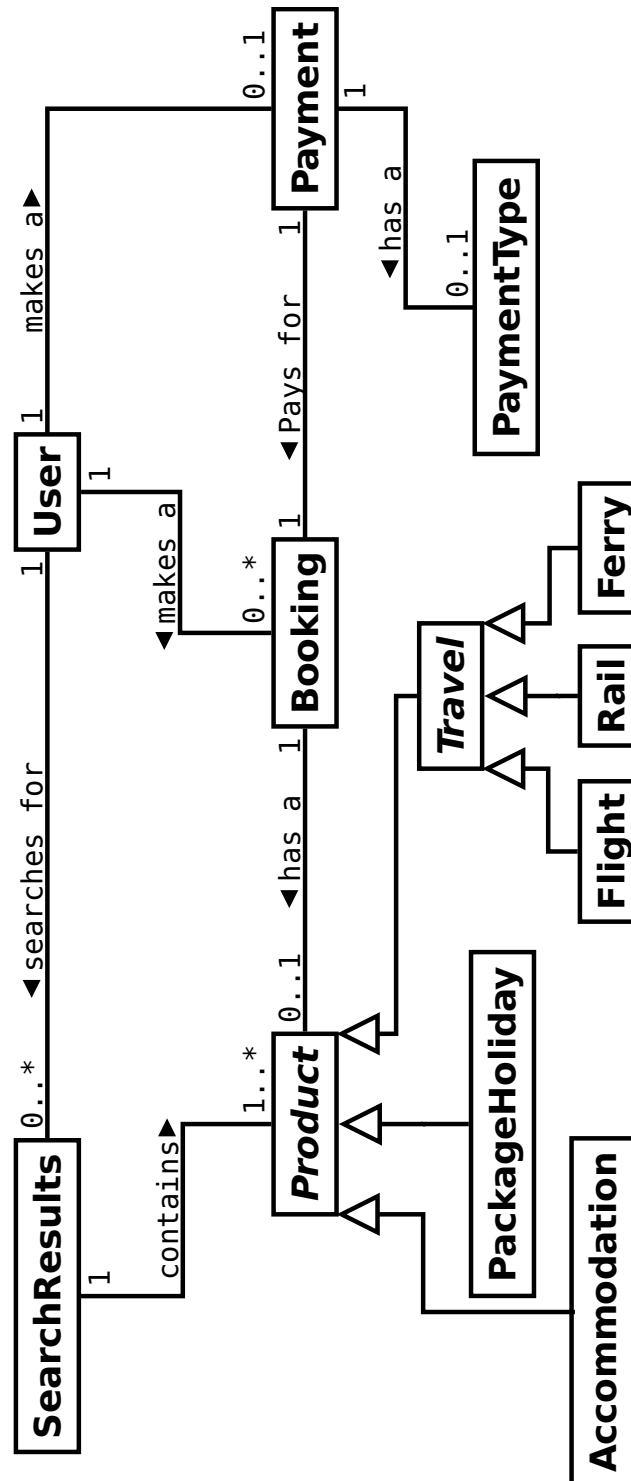 0..*
◀searches for
1
1
makes a▶
SearchResults
User
1
1
contains▶
◀makes a
1..*
0..*
0..1
0..1
◀has a
1
1
◀Pays for
1
Product
Booking
Payment
1
◀has a
0..1
Travel
PackageHoliday
PaymentType
Accommodation
Flight
Rail
Ferry